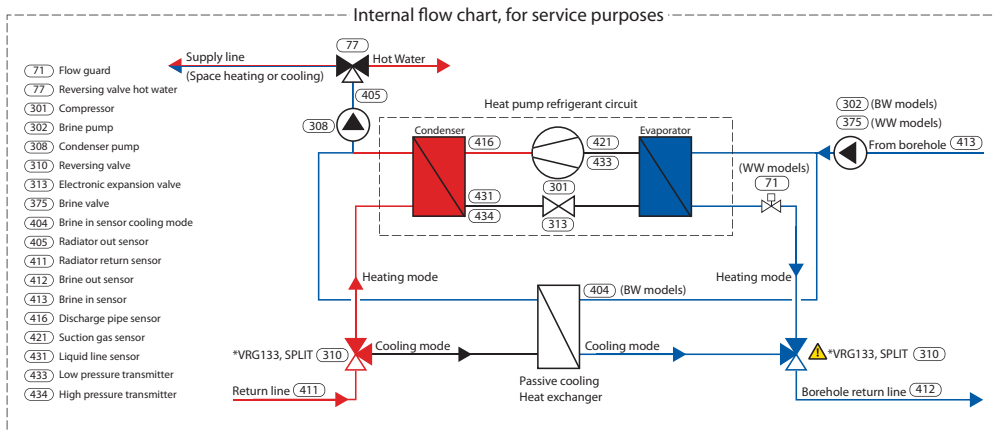 Internal flow chart, for service purposes
71 Flow guard
77 Reversing valve hot water
301 Compressor
302 Brine pump
308 Condenser pump
310 Reversing valve
313 Electronic expansion valve
375 Brine valve
404 Brine in sensor cooling mode
405 Radiator out sensor
411 Radiator return sensor
412 Brine out sensor
413 Brine in sensor
416 Discharge pipe sensor
421 Suction gas sensor
431 Liquid line sensor
433 Low pressure transmitter
434 High pressure transmitter
77
Supply line
Hot Water
(Space heating or cooling)
405
308
Heat pump refrigerant circuit
Condenser
Evaporator
416
421
433
431
434
301
313
302 (BW models)
375 (WW models)
From borehole 413
(WW models)
71
Heating mode
Heating mode
404 (BW models)
*VRG133, SPLIT 310
Cooling mode
Cooling mode
*VRG133, SPLIT 310
Passive cooling
Heat exchanger
Return line 411
Borehole return line 412